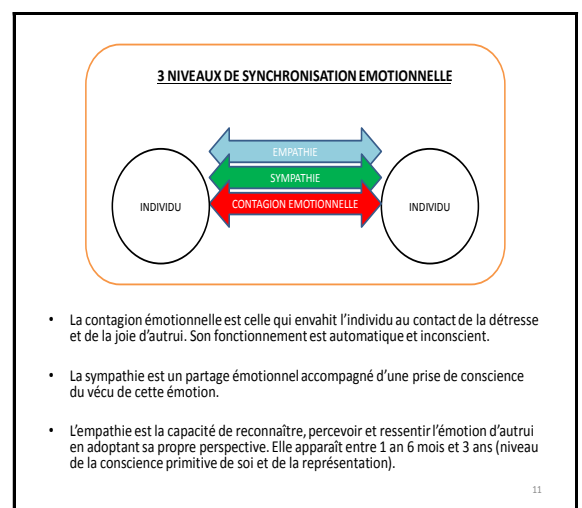 3 NIVEAUX DE SYNCHRONISATION EMOTIONNELLE
EMPATHIE
SYMPATHIE
INDIVIDU
CONTAGION EMOTIONNELLE
INDIVIDU
• La contagion émotionnelle est celle qui envahit l’individu au contact de la détresse
et de la joie d’autrui. Son fonctionnement est automatique et inconscient.
• La sympathie est un partage émotionnel accompagné d’une prise de conscience
du vécu de cette émotion.
• L’empathie est la capacité de reconnaître, percevoir et ressentir l’émotion d’autrui
en adoptant sa propre perspective. Elle apparaît entre 1 an 6 mois et 3 ans (niveau
de la conscience primitive de soi et de la représentation).
11